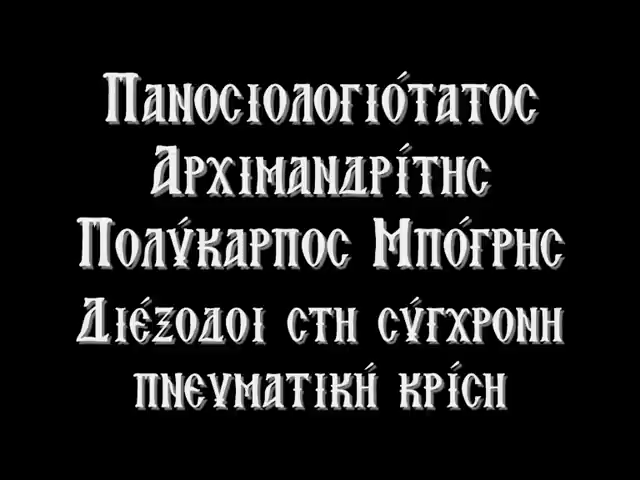 Πανοσιολογιότατος
Αρχιμανδρίτης
Πολύκαρπος Μπόγρης
Διέξοδοι στη σύγχρονη
πνευματική κρίση